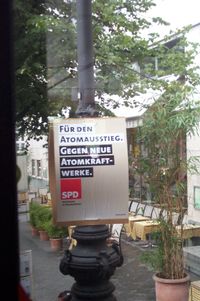 FÜR DEN
ATOMAUSSTIEG.
GEGEN NEUE
ATOMKRAFT-
WERKE.
SPD